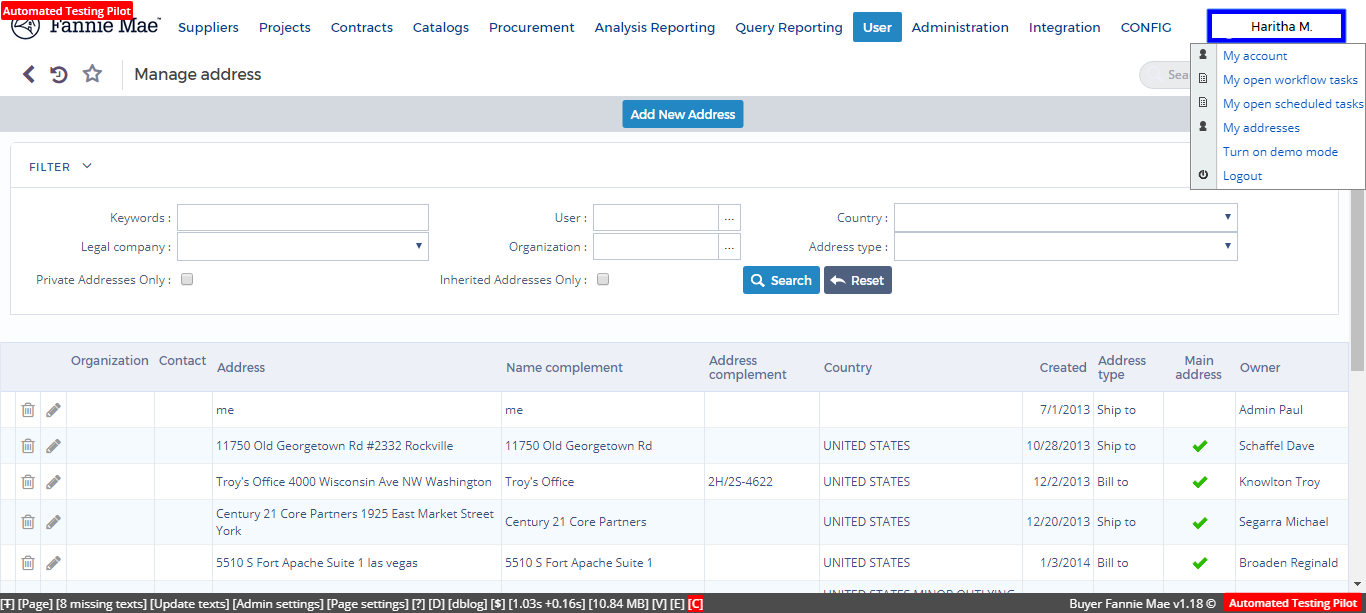 Automated Testing Pilot
Fannie Mae
Suppliers Projects Contracts Catalogs Procurement Analysis Reporting Query Reporting User Administration Integration CONFIG Haritha M.
My account
My open workflow tasks
My open scheduled tasks
My addresses
Turn on demo mode
Logout
Manage address
Sea
Add New Address
FILTER
Keywords : User : ... Country :
Legal company : Organization : ... Address type :
Private Addresses Only : Inherited Addresses Only : Search Reset
Organization Contact Address Name complement Address complement Country Created Address type Main address Owner
me me 7/1/2013 Ship to Admin Paul
11750 Old Georgetown Rd #2332 Rockville 11750 Old Georgetown Rd UNITED STATES 10/28/2013 Ship to Schaffel Dave
Troy's Office 4000 Wisconsin Ave NW Washington Troy's Office 2H/2S-4622 UNITED STATES 12/2/2013 Bill to Knowlton Troy
Century 21 Core Partners 1925 East Market Street York Century 21 Core Partners UNITED STATES 12/20/2013 Ship to Segarra Michael
5510 S Fort Apache Suite 1 las vegas 5510 S Fort Apache Suite 1 UNITED STATES 1/3/2014 Bill to Broaden Reginald
UNITED STATES MINOR OUTLYING
[Ŧ] [Page] [8 missing texts] [Update texts] [Admin settings] [Page settings] [?] [D] [dblog] [$] [1.03s +0.16s] [10.84 MB] [V] [E] [C] Buyer Fannie Mae v1.18 © Automated Testing Pilot